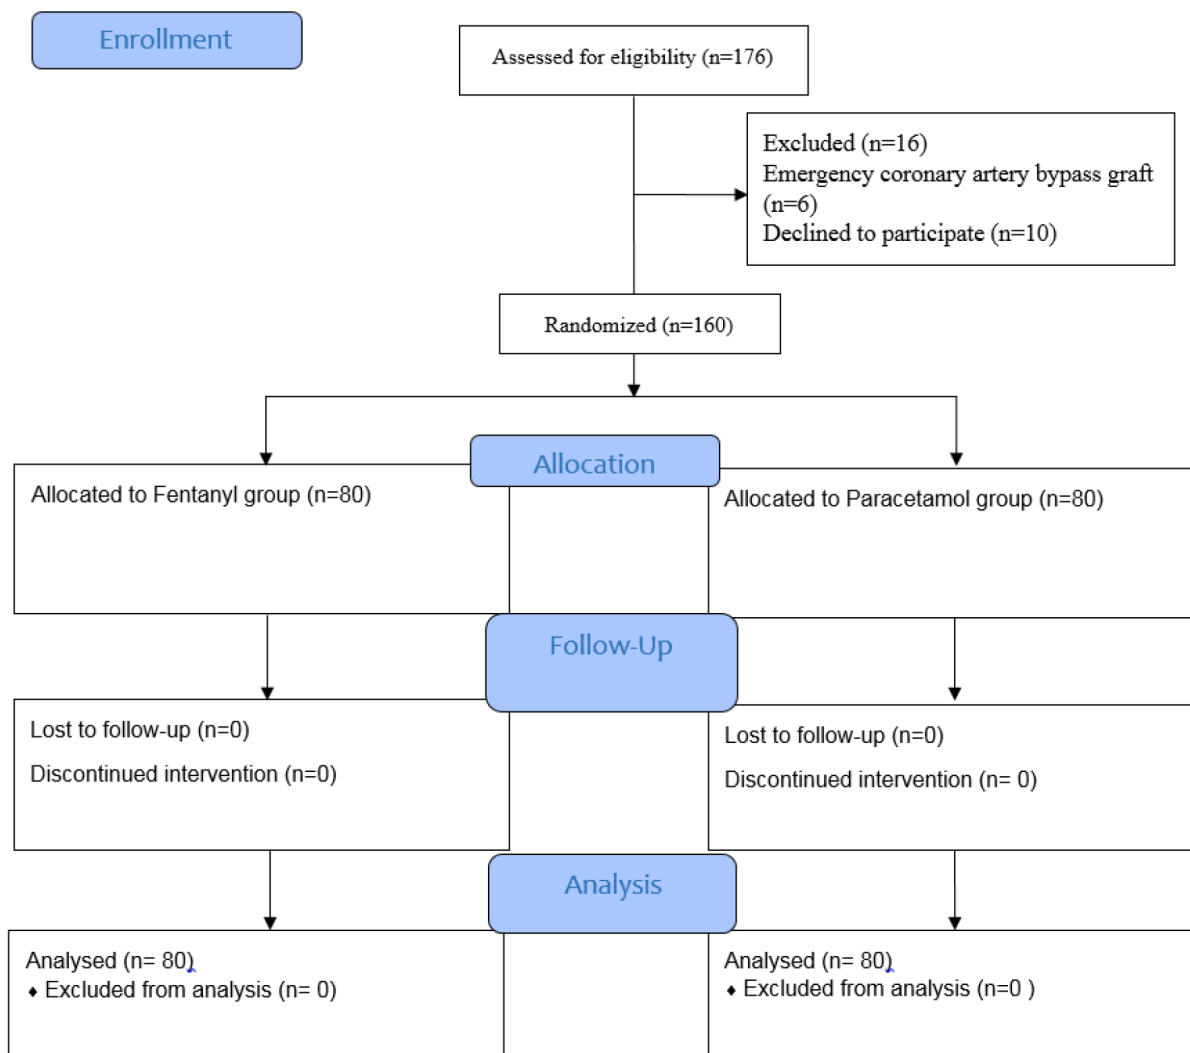 Enrollment
Assessed for eligibility (n=176)
Excluded (n=16)
Emergency coronary artery bypass graft
(n=6)
Declined to participate (n=10)
Randomized (n=160)
Allocation
Allocated to Fentanyl group (n=80)
Allocated to Paracetamol group (n=80)
Follow-Up
Lost to follow-up (n=0)
Discontinued intervention (n=0)
Lost to follow-up (n=0)
Discontinued intervention (n= 0)
Analysis
Analysed (n= 80)
♦ Excluded from analysis (n= 0)
Analysed (n= 80)
♦ Excluded from analysis (n=0 )